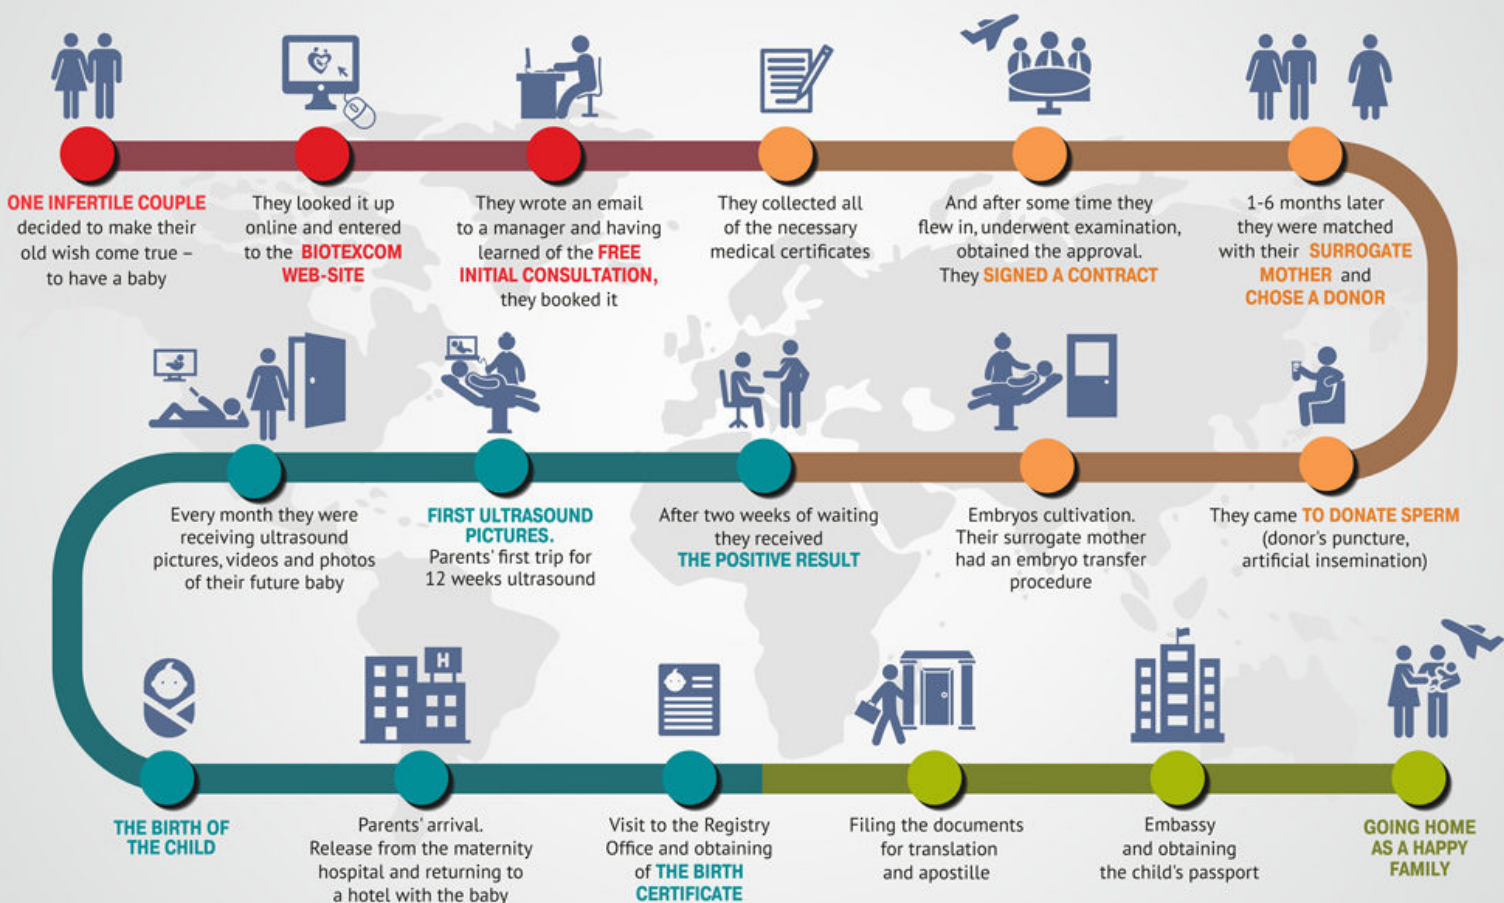 ONE INFERTILE COUPLE
decided to make their
old wish come true –
to have a baby
They looked it up
online and entered
to the BIOTEXCOM
WEB-SITE
They wrote an email
to a manager and having
learned of the FREE
INITIAL CONSULTATION,
they booked it
They collected all
of the necessary
medical certificates
And after some time they
flew in, underwent examination,
obtained the approval.
They SIGNED A CONTRACT
1-6 months later
they were matched
with their SURROGATE
MOTHER and
CHOSE A DONOR
They came TO DONATE SPERM
(donor's puncture,
artificial insemination)
Embryos cultivation.
Their surrogate mother
had an embryo transfer
procedure
After two weeks of waiting
they received
THE POSITIVE RESULT
FIRST ULTRASOUND
PICTURES.
Parents' first trip for
12 weeks ultrasound
Every month they were
receiving ultrasound
pictures, videos and photos
of their future baby
THE BIRTH OF
THE CHILD
H
Parents' arrival.
Release from the maternity
hospital and returning to
a hotel with the baby
Visit to the Registry
Office and obtaining
of THE BIRTH
CERTIFICATE
Filing the documents
for translation
and apostille
Embassy
and obtaining
the child's passport
GOING HOME
AS A HAPPY
FAMILY